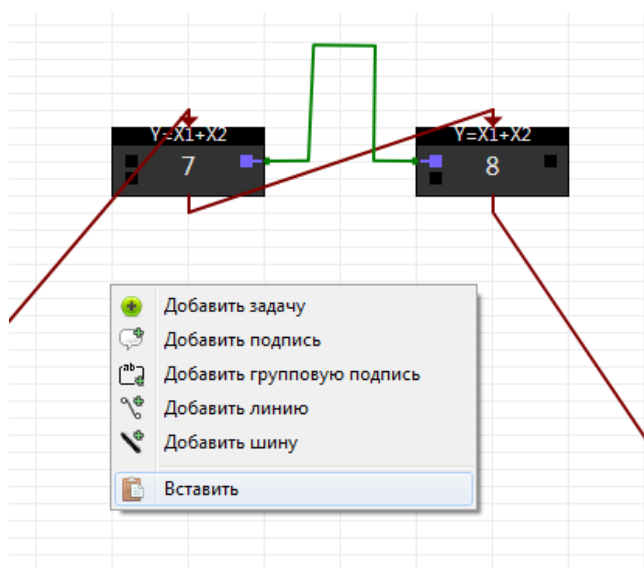 Y=X1+X2
7
Y=X1+X2
8
Добавить задачу
Добавить подпись
Добавить групповую подпись
Добавить линию
Добавить шину
Вставить